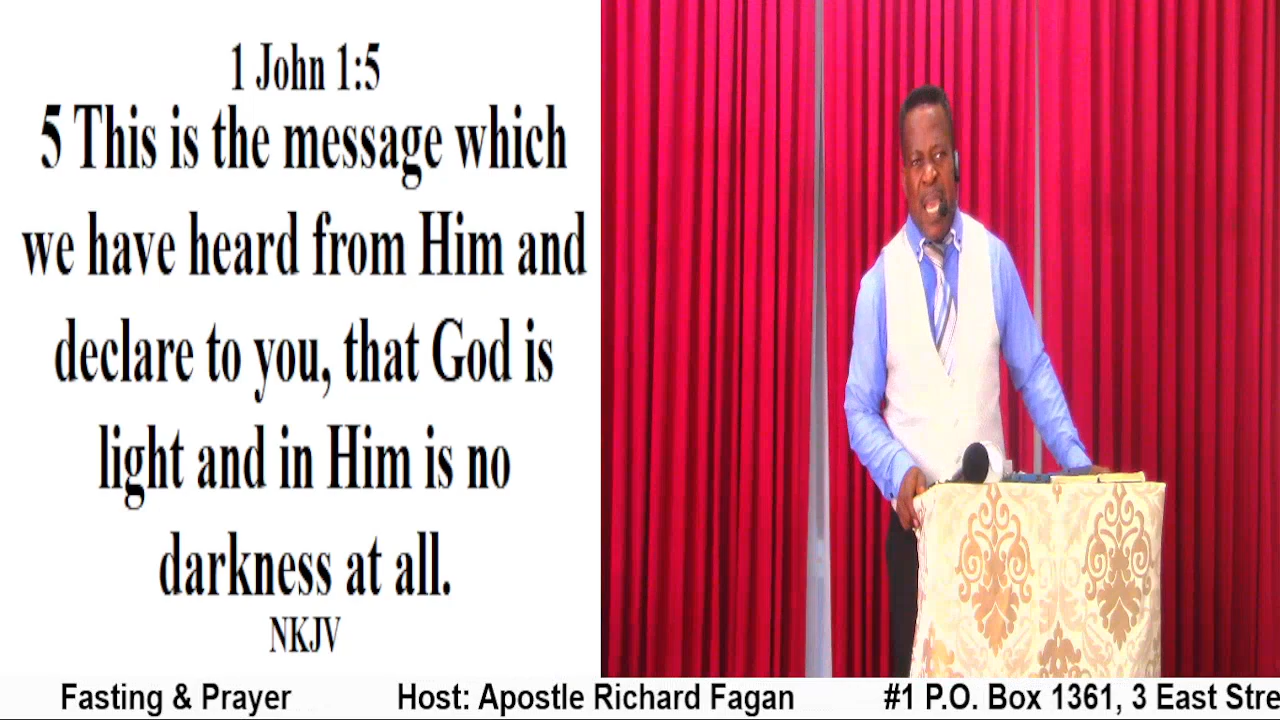 1 John 1:5
5 This is the message which
we have heard from Him and
declare to you, that God is
light and in Him is no
darkness at all.
NKJV
Fasting & Prayer Host: Apostle Richard Fagan #1 P.O. Box 1361, 3 East Stre